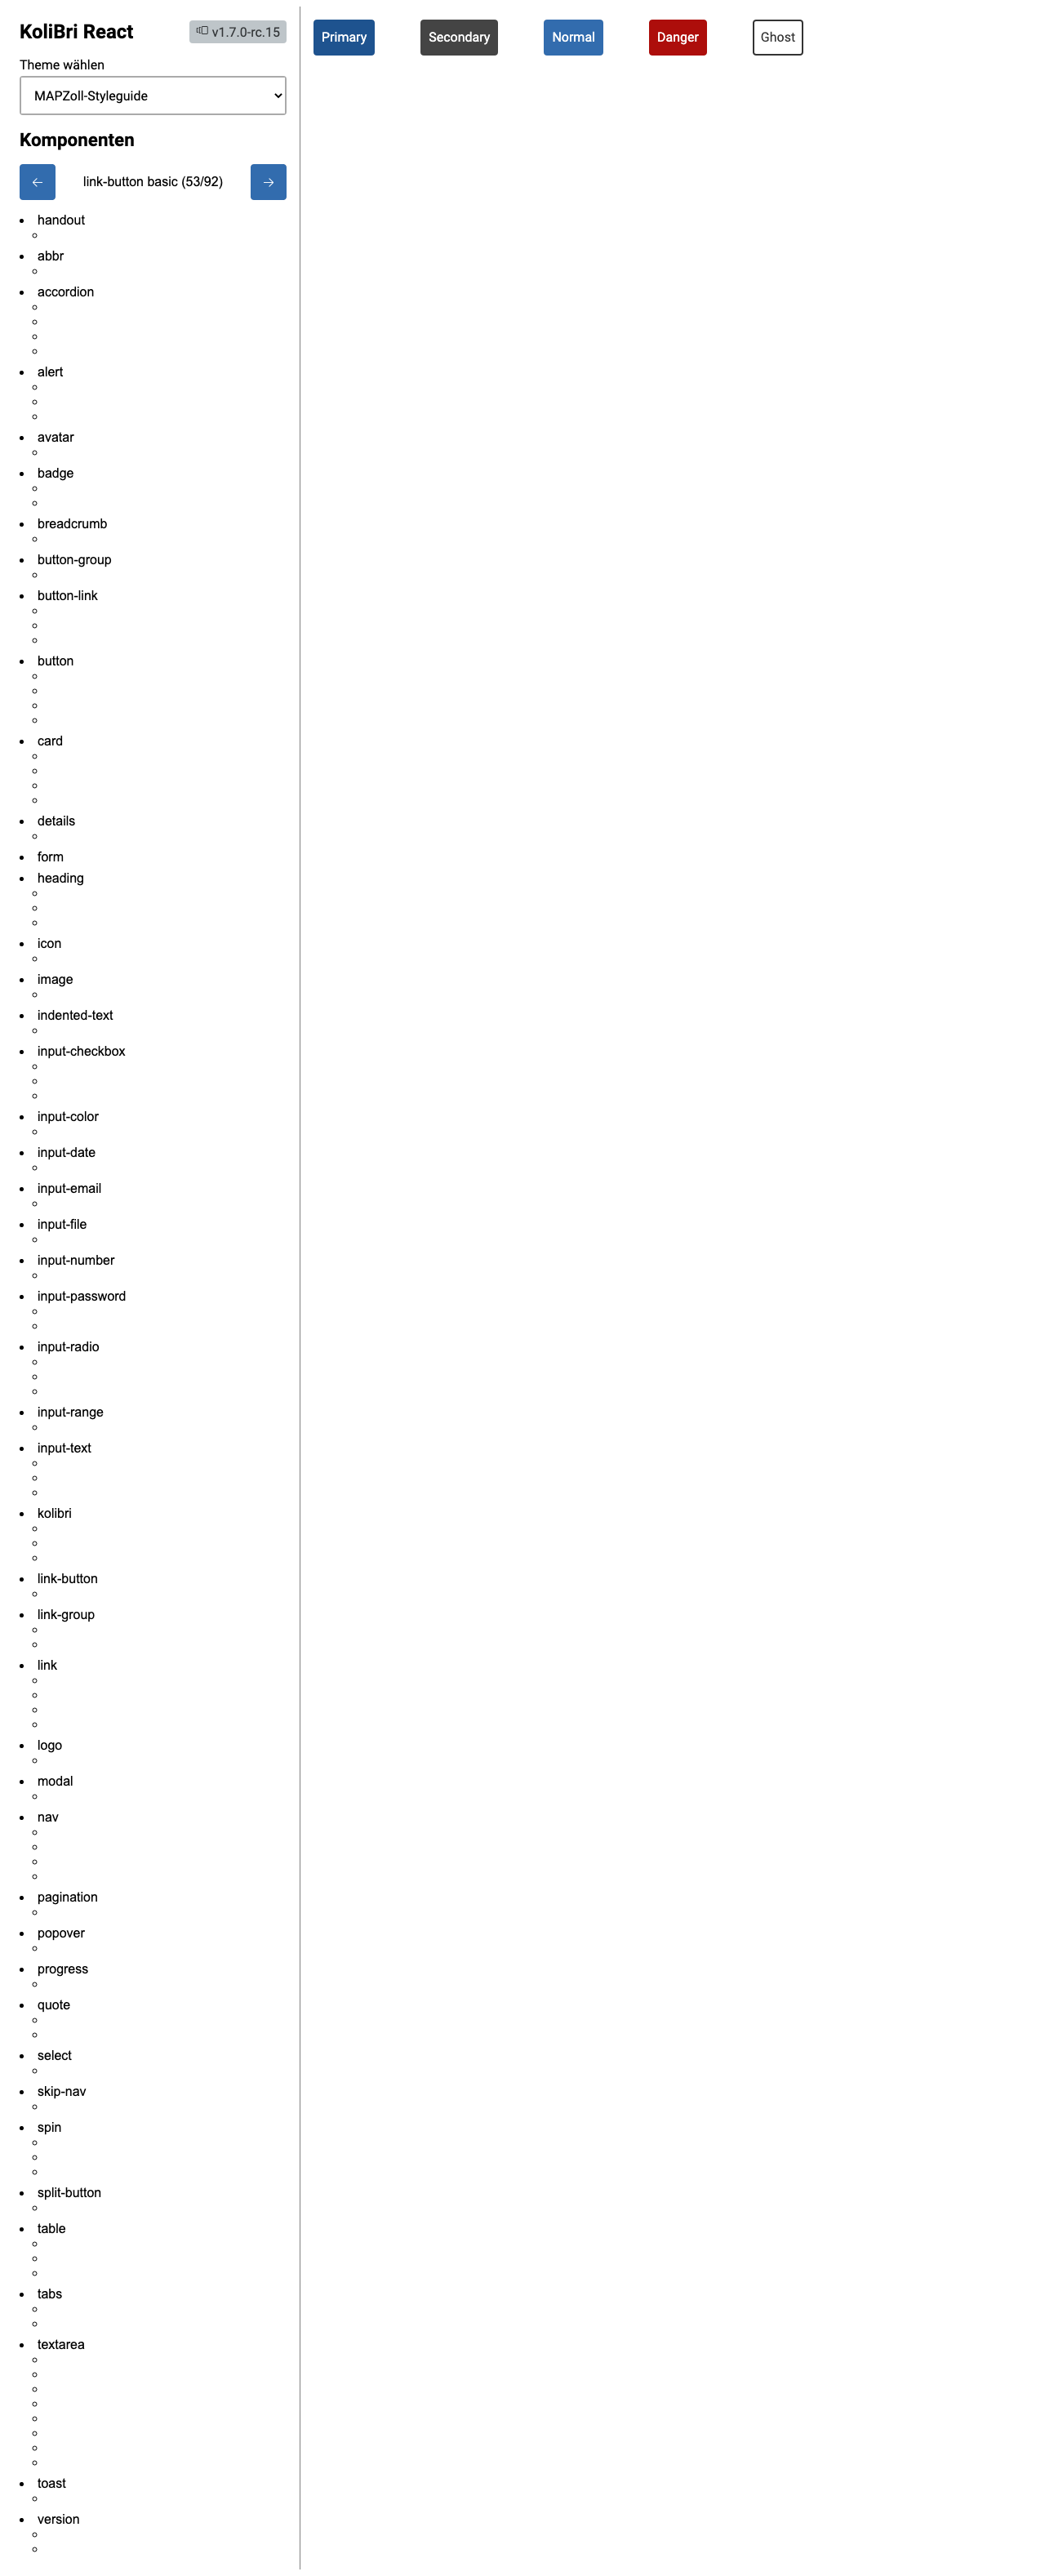 KoliBri React
v1.7.0-rc.15
Theme wählen
MAPZoll-Styleguide
Komponenten
← link-button basic (53/92) →
handout
abbr
accordion
alert
avatar
badge
breadcrumb
button-group
button-link
button
card
details
form
heading
icon
image
indented-text
input-checkbox
input-color
input-date
input-email
input-file
input-number
input-password
input-radio
input-range
input-text
kolibri
link-button
link-group
link
logo
modal
nav
pagination
popover
progress
quote
select
skip-nav
spin
split-button
table
tabs
textarea
toast
version
Primary
Secondary
Normal
Danger
Ghost